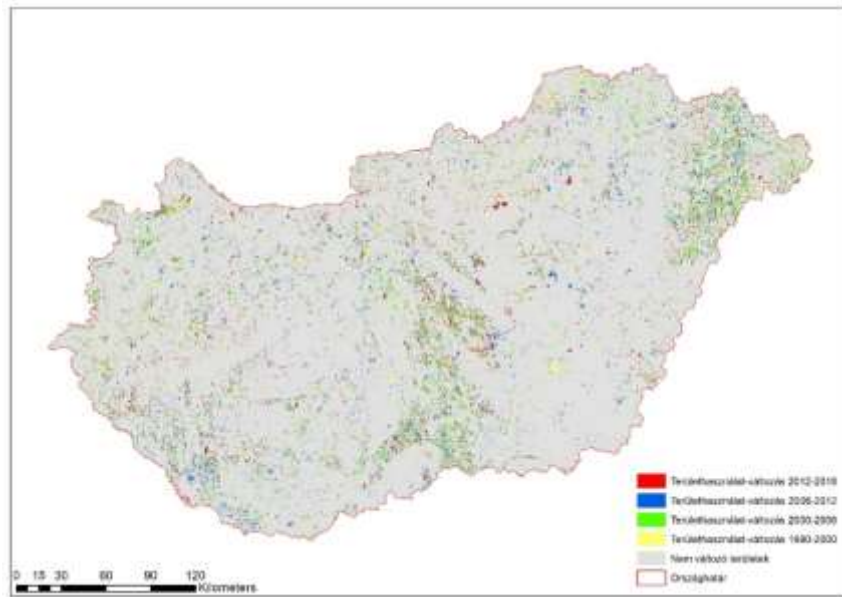 Területhasználat-változás 2012-2018
Területhasználat-változás 2006-2012
Területhasználat-változás 2000-2006
Területhasználat-változás 1990-2000
Nem változó területek
Országhatár
0 15 30 60 90 120
Kilometers